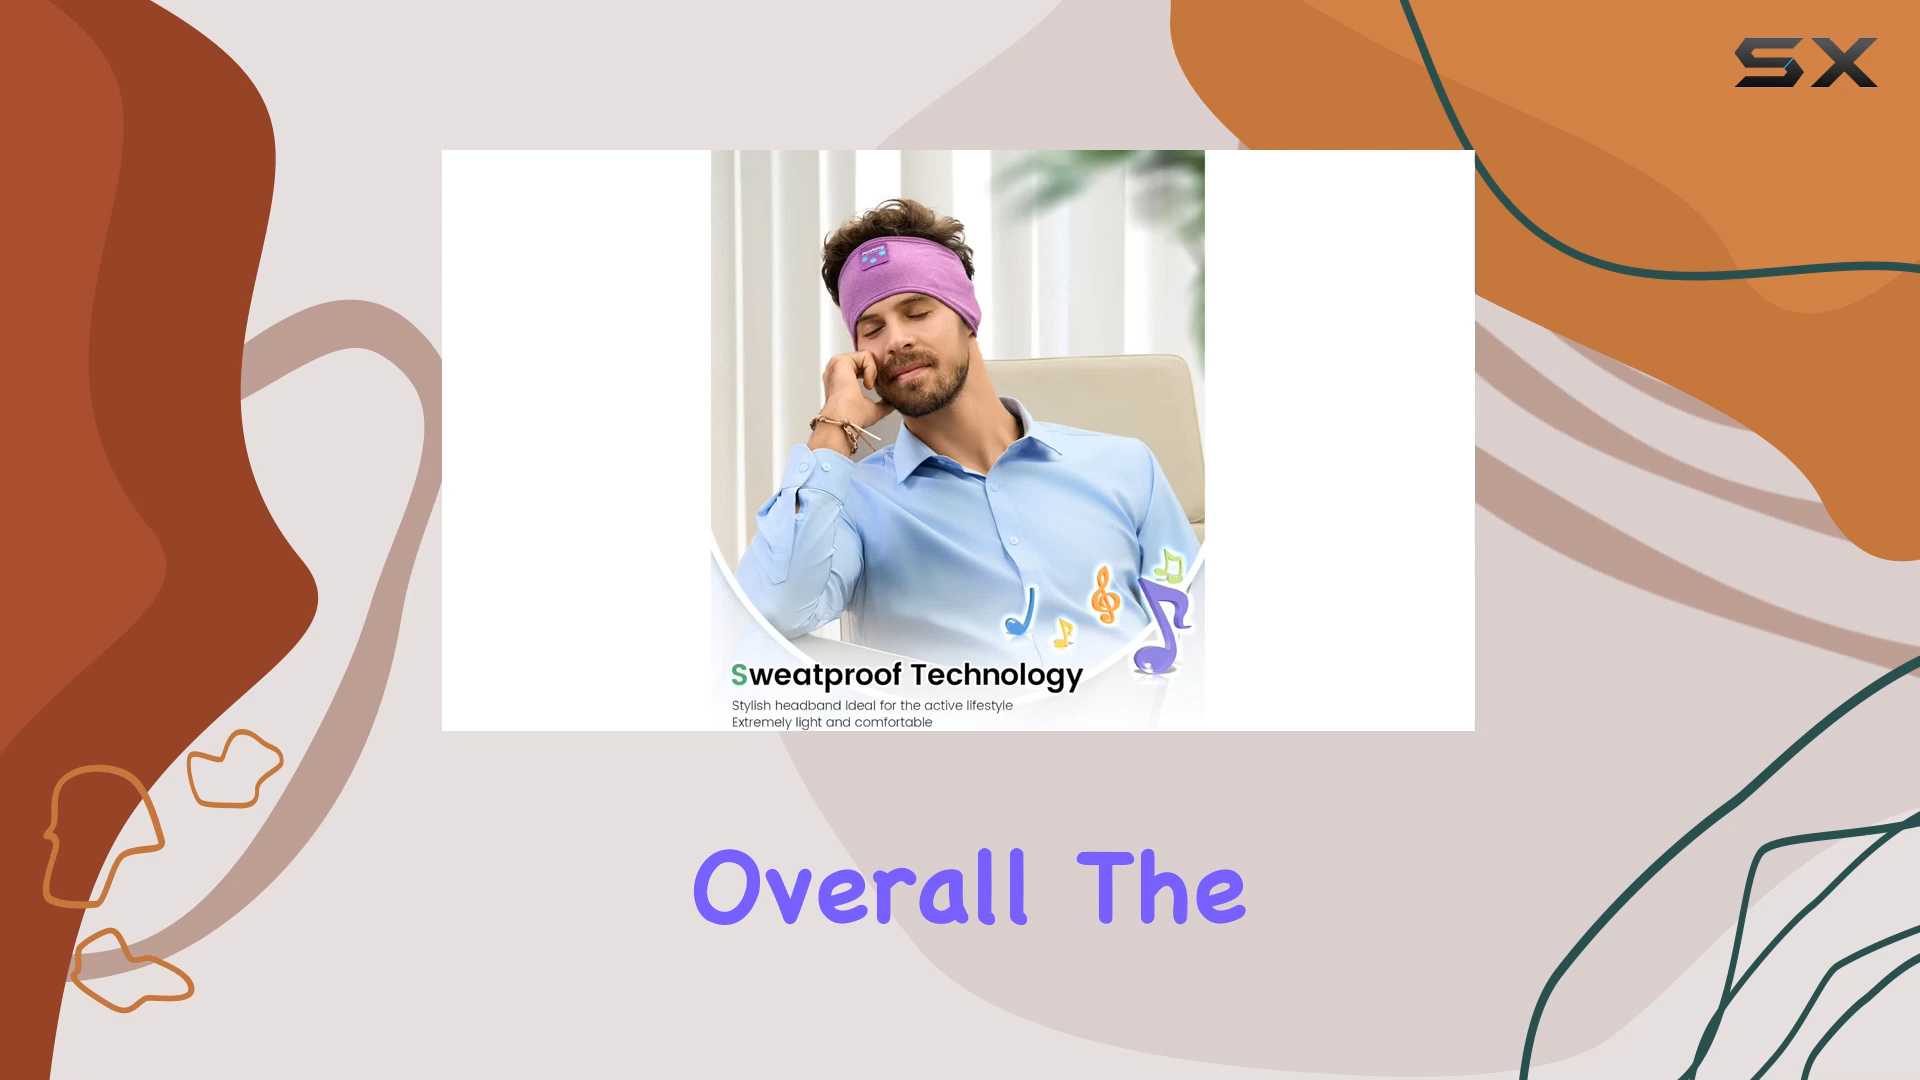 SX
Sweatproof Technology
Stylish headband Ideal for the active lifestyle
Extremely light and comfortable
Overall The